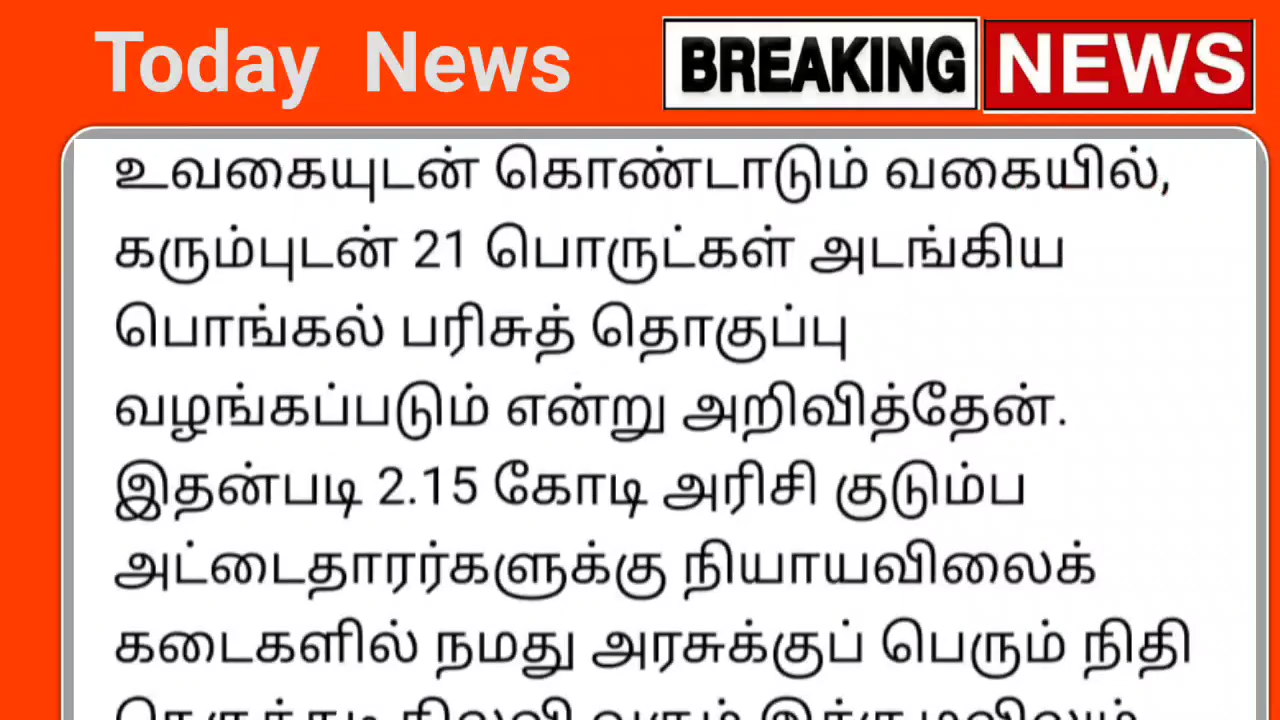 Today News
BREAKING NEWS
உவகையுடன் கொண்டாடும் வகையில்,
கரும்புடன் 21 பொருட்கள் அடங்கிய
பொங்கல் பரிசுத் தொகுப்பு
வழங்கப்படும் என்று அறிவித்தேன்.
இதன்படி 2.15 கோடி அரிசி குடும்ப
அட்டைதாரர்களுக்கு நியாயவிலைக்
கடைகளில் நமது அரசுக்குப் பெரும் நிதி